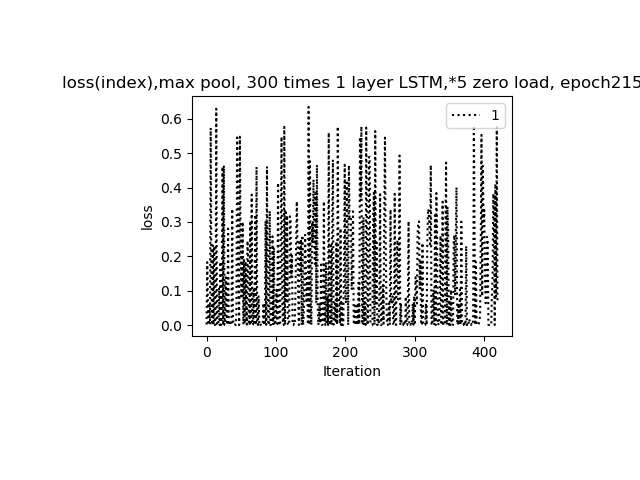 loss(index),max pool, 300 times 1 layer LSTM,*5 zero load, epoch215
1
0.6
0.5
0.4
0.3
0.2
0.1
0.0
loss
0 100 200 300 400
Iteration